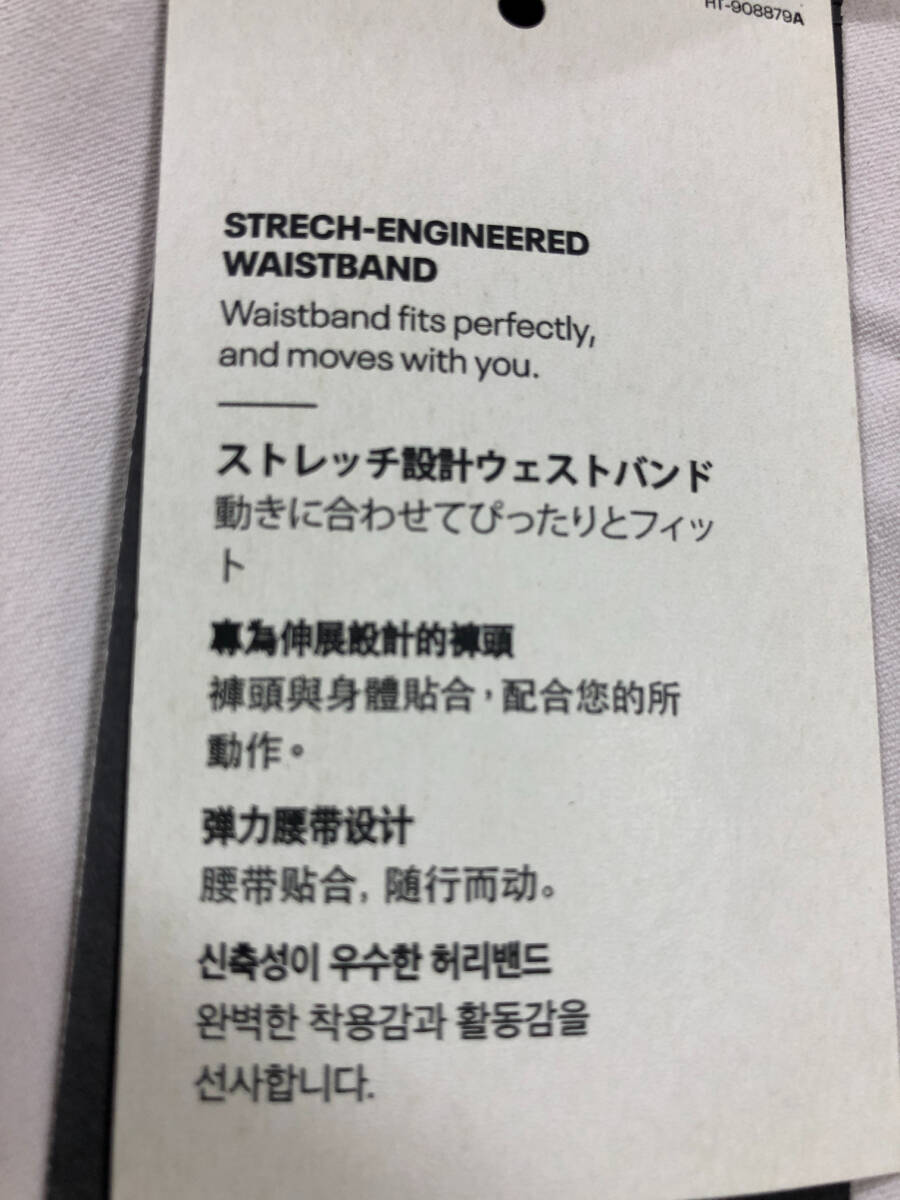 HT-908879A
STRECH-ENGINEERED
WAISTBAND
Waistband fits perfectly,
and moves with you.
ストレッチ設計ウェストバンド
動きに合わせてぴったりとフィッ
ト
專為伸展設計的褲頭
褲頭與身體貼合，配合您的所
動作。
弹力腰带设计
腰带贴合, 随行而动。
신축성이 우수한 허리밴드
완벽한 착용감과 활동감을
선사합니다.